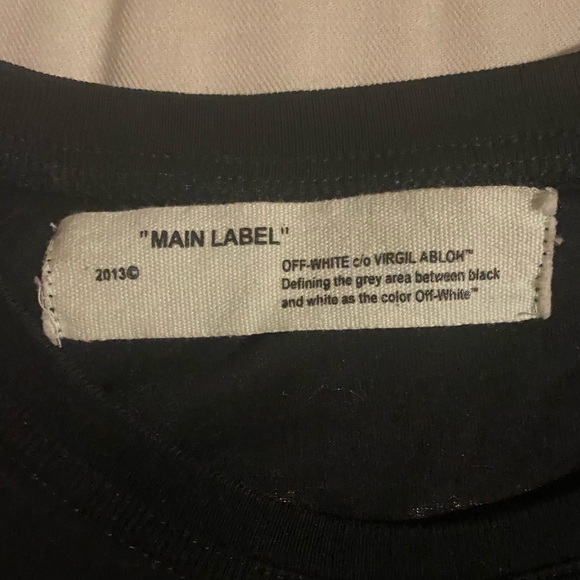 "MAIN LABEL"
2013©
OFF-WHITE c/o VIRGIL ABLOH™
Defining the grey area between black
and white as the color Off-White™